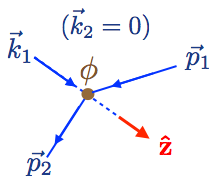 (k⃗₂ = 0)
k⃗₁
ϕ
p⃗₁
p⃗₂
ẑ